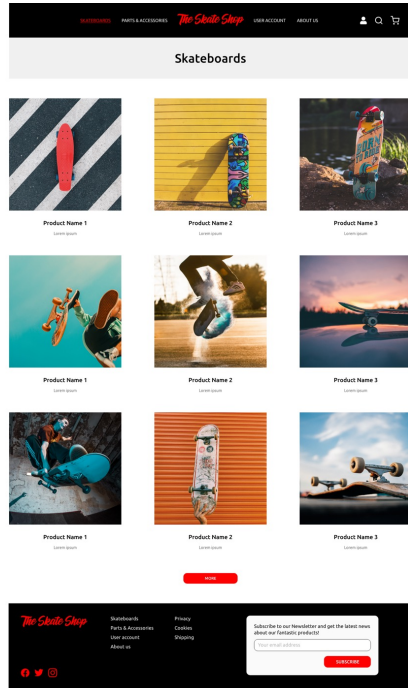 SKATEBOARDS PARTS & ACCESSORIES The Skate Shop USER ACCOUNT ABOUT US
Skateboards
Product Name 1
Lorem ipsum
Product Name 2
Lorem ipsum
Product Name 3
Lorem ipsum
Product Name 1
Lorem ipsum
Product Name 2
Lorem ipsum
Product Name 3
Lorem ipsum
Product Name 1
Lorem ipsum
Product Name 2
Lorem ipsum
Product Name 3
Lorem ipsum
MORE
The Skate Shop
Skateboards
Parts & Accessories
User account
About us
Privacy
Cookies
Shipping
Subscribe to our Newsletter and get the latest news
about our fantastic products!
Your email address
SUBSCRIBE